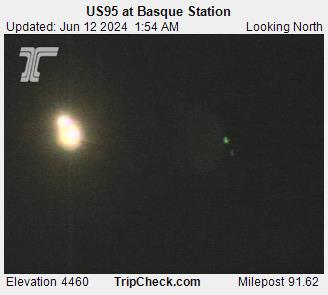 US95 at Basque Station
Updated: Jun 12 2024 1:54 AM Looking North
Elevation 4460 TripCheck.com Milepost 91.62